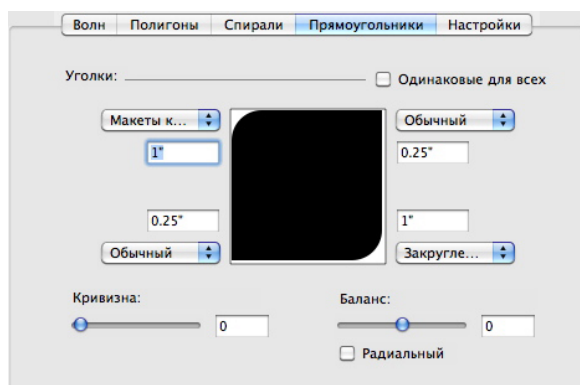 Волн Полигоны Спирали Прямоугольники Настройки
Уголки: Одинаковые для всех
Макеты к... Обычный
1" 0.25"
0.25" 1"
Обычный Закругле...
Кривизна: Баланс:
0 0
Радиальный